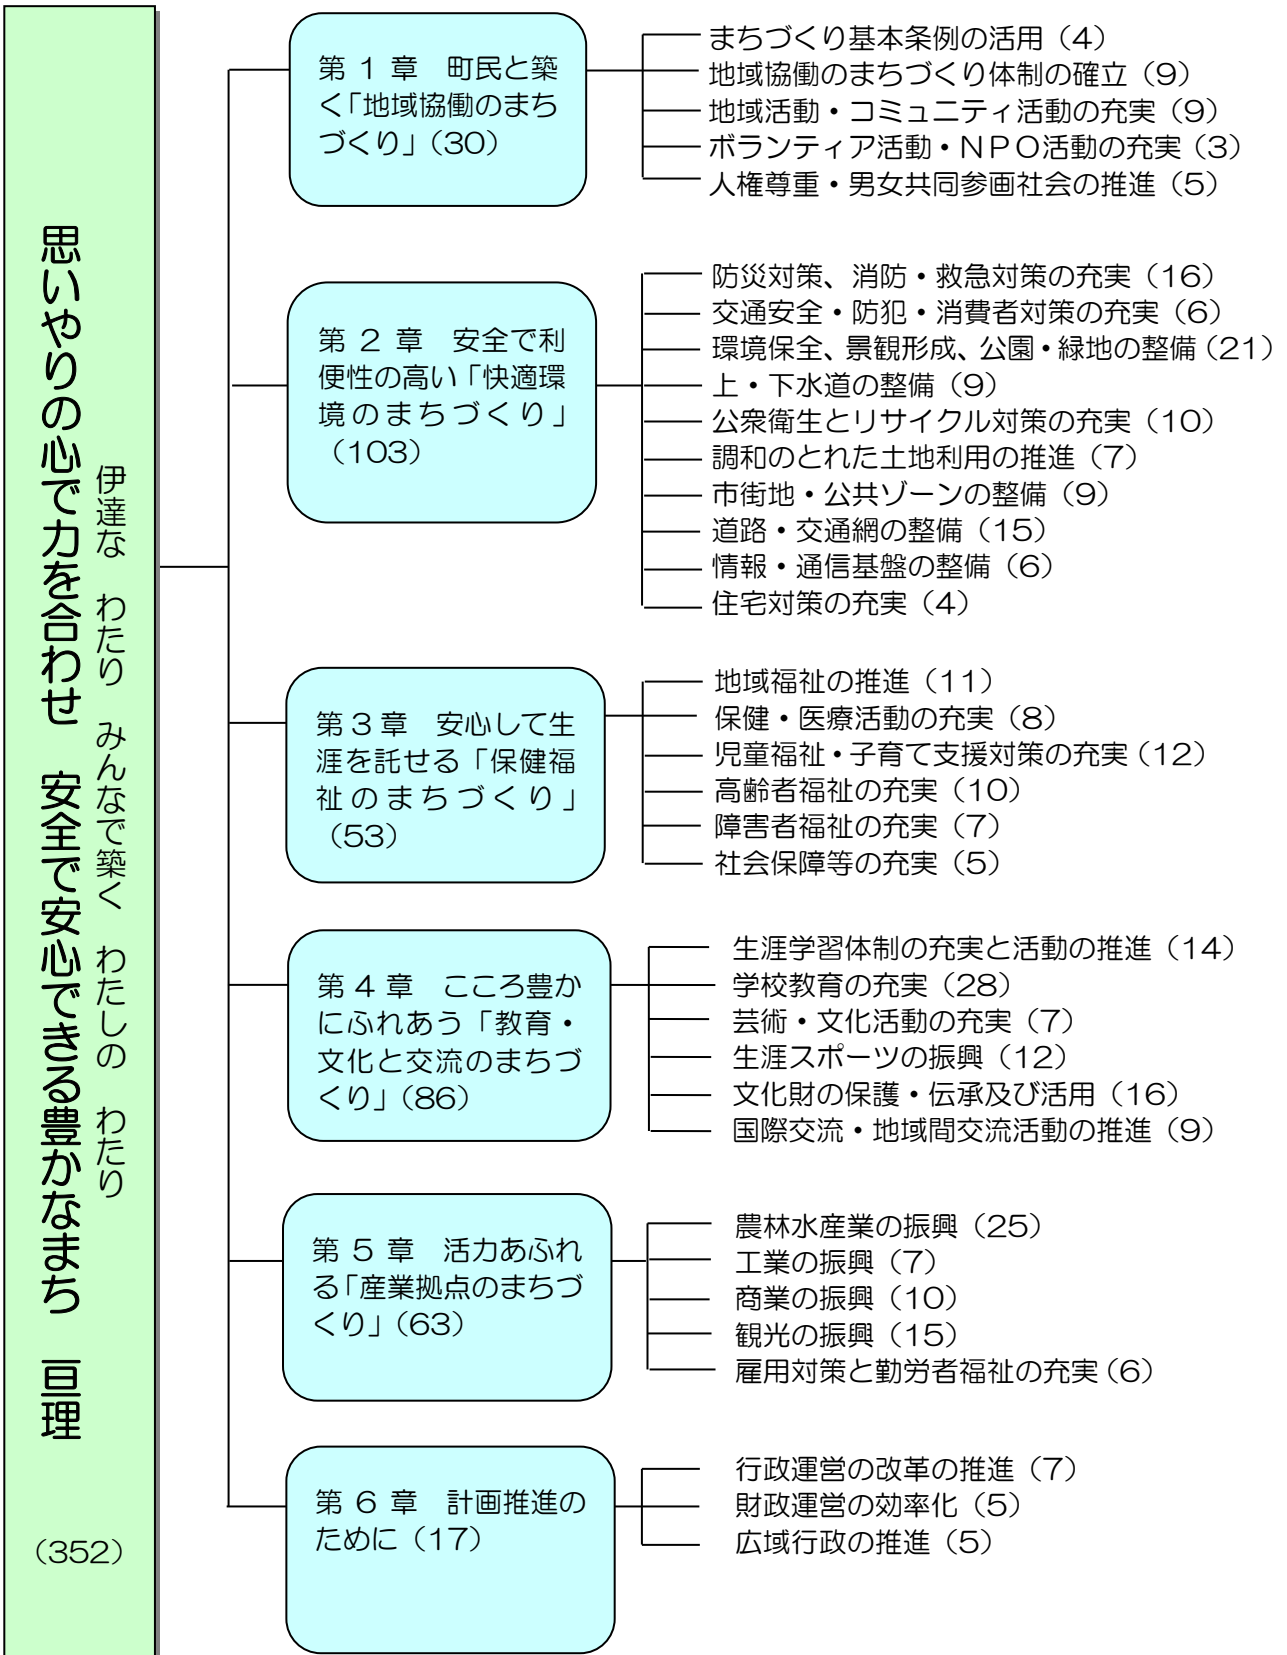 思いやりの心で力を合わせ　安全で安心できる豊かなまち　亘理
伊達な　わたり　みんなで築く　わたしの　わたり
（352）
第１章　町民と築
く「地域協働のまち
づくり」（30）
まちづくり基本条例の活用（4）
地域協働のまちづくり体制の確立（9）
地域活動・コミュニティ活動の充実（9）
ボランティア活動・ＮＰＯ活動の充実（3）
人権尊重・男女共同参画社会の推進（5）
第２章　安全で利
便性の高い「快適環
境のまちづくり」
（103）
防災対策、消防・救急対策の充実（16）
交通安全・防犯・消費者対策の充実（6）
環境保全、景観形成、公園・緑地の整備（21）
上・下水道の整備（9）
公衆衛生とリサイクル対策の充実（10）
調和のとれた土地利用の推進（7）
市街地・公共ゾーンの整備（9）
道路・交通網の整備（15）
情報・通信基盤の整備（6）
住宅対策の充実（4）
第３章　安心して生
涯を託せる「保健福
祉のまちづくり」
（53）
地域福祉の推進（11）
保健・医療活動の充実（8）
児童福祉・子育て支援対策の充実（12）
高齢者福祉の充実（10）
障害者福祉の充実（7）
社会保障等の充実（5）
第４章　こころ豊か
にふれあう「教育・
文化と交流のまちづ
くり」（86）
生涯学習体制の充実と活動の推進（14）
学校教育の充実（28）
芸術・文化活動の充実（7）
生涯スポーツの振興（12）
文化財の保護・伝承及び活用（16）
国際交流・地域間交流活動の推進（9）
第５章　活力あふれ
る「産業拠点のまちづ
くり」（63）
農林水産業の振興（25）
工業の振興（7）
商業の振興（10）
観光の振興（15）
雇用対策と勤労者福祉の充実（6）
第６章　計画推進の
ために（17）
行政運営の改革の推進（7）
財政運営の効率化（5）
広域行政の推進（5）